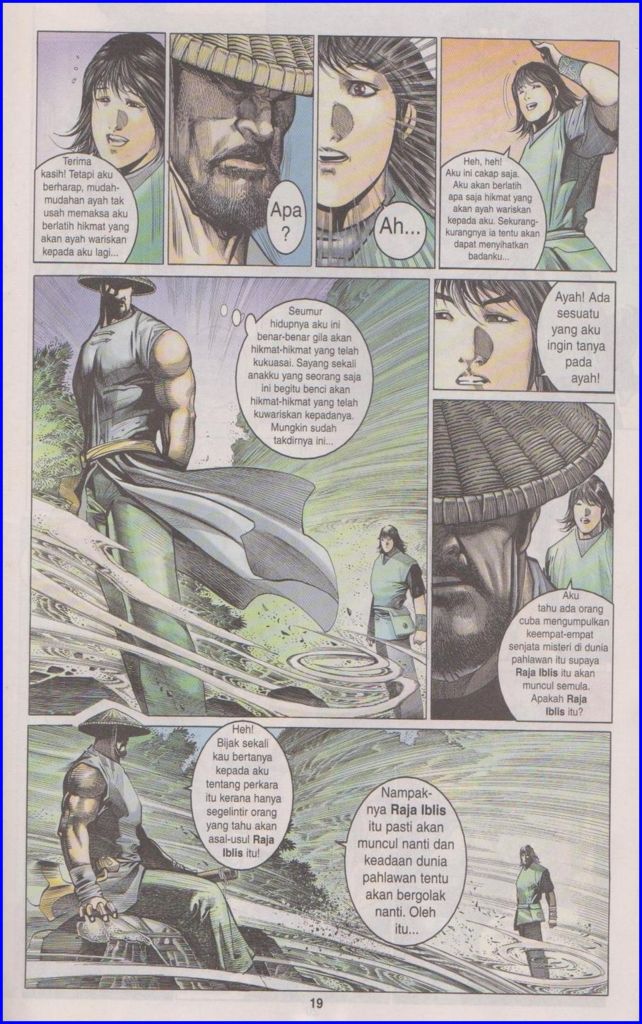 Terima
kasih! Tetapi aku
berharap, mudah-
mudahan ayah tak
usah memaksa aku
berlatih hikmat yang
akan ayah wariskan
kepada aku lagi...
Apa
?
Ah...
Heh, heh!
Aku ini cakap saja.
Aku akan berlatih
apa saja hikmat yang
akan ayah wariskan
kepada aku. Sekurang-
kurangnya ia tentu akan
dapat menyihatkan
badanku...
Seumur
hidupnya aku ini
benar-benar gila akan
hikmat-hikmat yang telah
kukuasai. Sayang sekali
anakku yang seorang saja
ini begitu benci akan
hikmat-hikmat yang telah
kuwariskan kepadanya.
Mungkin sudah
takdirnya ini...
Ayah! Ada
sesuatu
yang aku
ingin tanya
pada
ayah!
Aku
tahu ada orang
cuba mengumpulkan
keempat-empat
senjata misteri di dunia
pahlawan itu supaya
Raja Iblis itu akan
muncul semula.
Apakah Raja
Iblis itu?
Heh!
Bijak sekali
kau bertanya
kepada aku
tentang perkara
itu kerana hanya
segelintir orang
yang tahu akan
asal-usul Raja
Iblis itu!
Nampak-
nya Raja Iblis
itu pasti akan
muncul nanti dan
keadaan dunia
pahlawan tentu
akan bergolak
nanti. Oleh
itu...
19